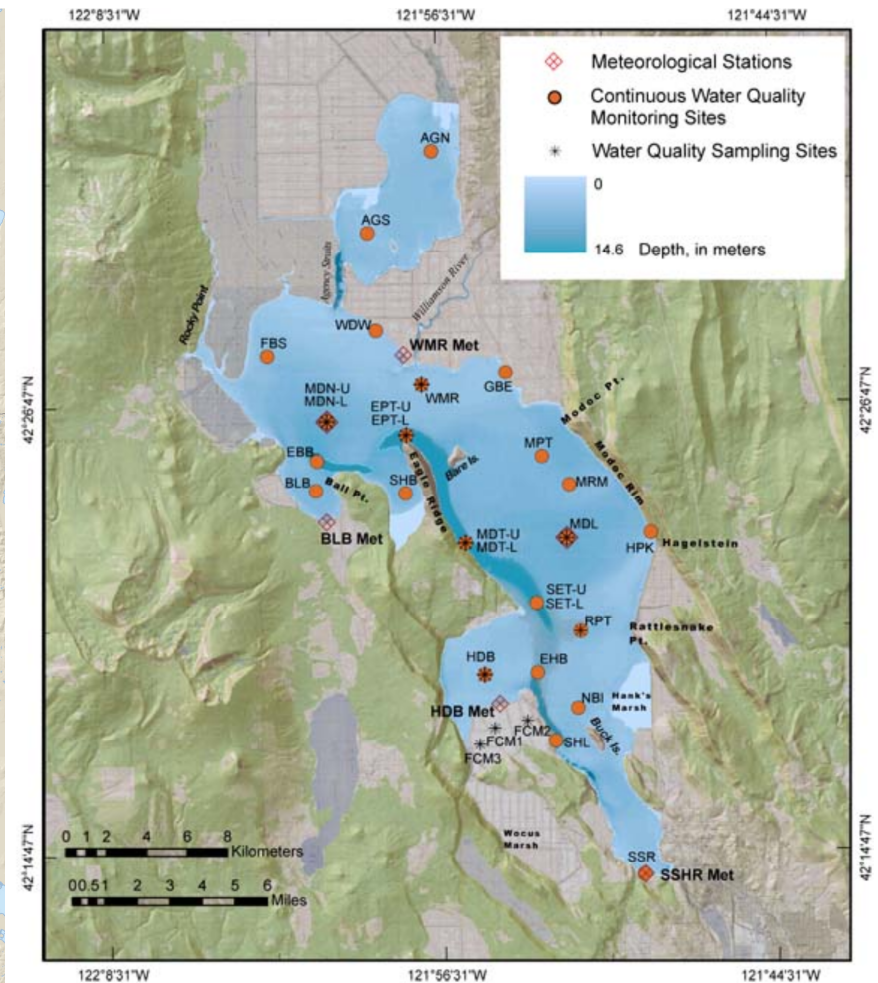 122°8'31"W
121°56'31"W
121°44'31"W
Meteorological Stations
Continuous Water Quality
Monitoring Sites
Water Quality Sampling Sites
0
14.6 Depth, in meters
AGN
AGS
Agency Straits
Williamson River
Rocky Point
WDW
WMR Met
FBS
GBE
WMR
42°26'47"N
42°26'47"N
MDN-U
MDN-L
EPT-U
EPT-L
Modoc Pt.
MPT
Modoc Rim
EBB
Eagle Ridge
Bare Is.
BLB
Ball Pt.
SHB
MRM
MDL
BLB Met
MDT-U
MDT-L
HPK
Hagelstein
SET-U
SET-L
RPT
Rattlesnake
Pt.
HDB
EHB
NBI
Hank's
Marsh
HDB Met
Buck Is.
FCM2
FCM1
SHL
FCM3
Wocus
Marsh
0 1 2 4 6 8
Kilometers
0 0.5 1 2 3 4 5 6
Miles
SSR
SSHR Met
42°14'47"N
42°14'47"N
122°8'31"W
121°56'31"W
121°44'31"W